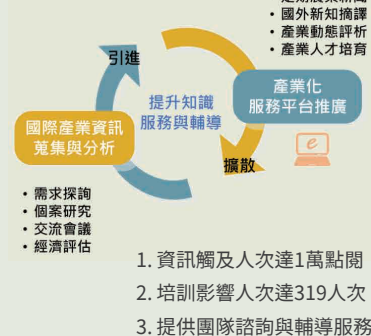 • 國外新知摘譯
• 產業動態評析
• 產業人才培育
引進
提升知識
服務與輔導
產業化
服務平台推廣
國際產業資訊
蒐集與分析
e
擴散
• 需求探詢
• 個案研究
• 交流會議
• 經濟評估
1. 資訊觸及人次達1萬點閱
2. 培訓影響人次達319人次
3. 提供團隊諮詢與輔導服務